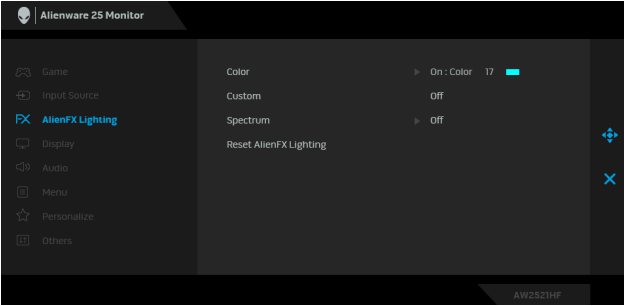 Alienware 25 Monitor
Game
Input Source
FX AlienFX Lighting
Display
Audio
Menu
Personalize
Others
Color On : Color 17
Custom Off
Spectrum Off
Reset AlienFX Lighting
AW2521HF